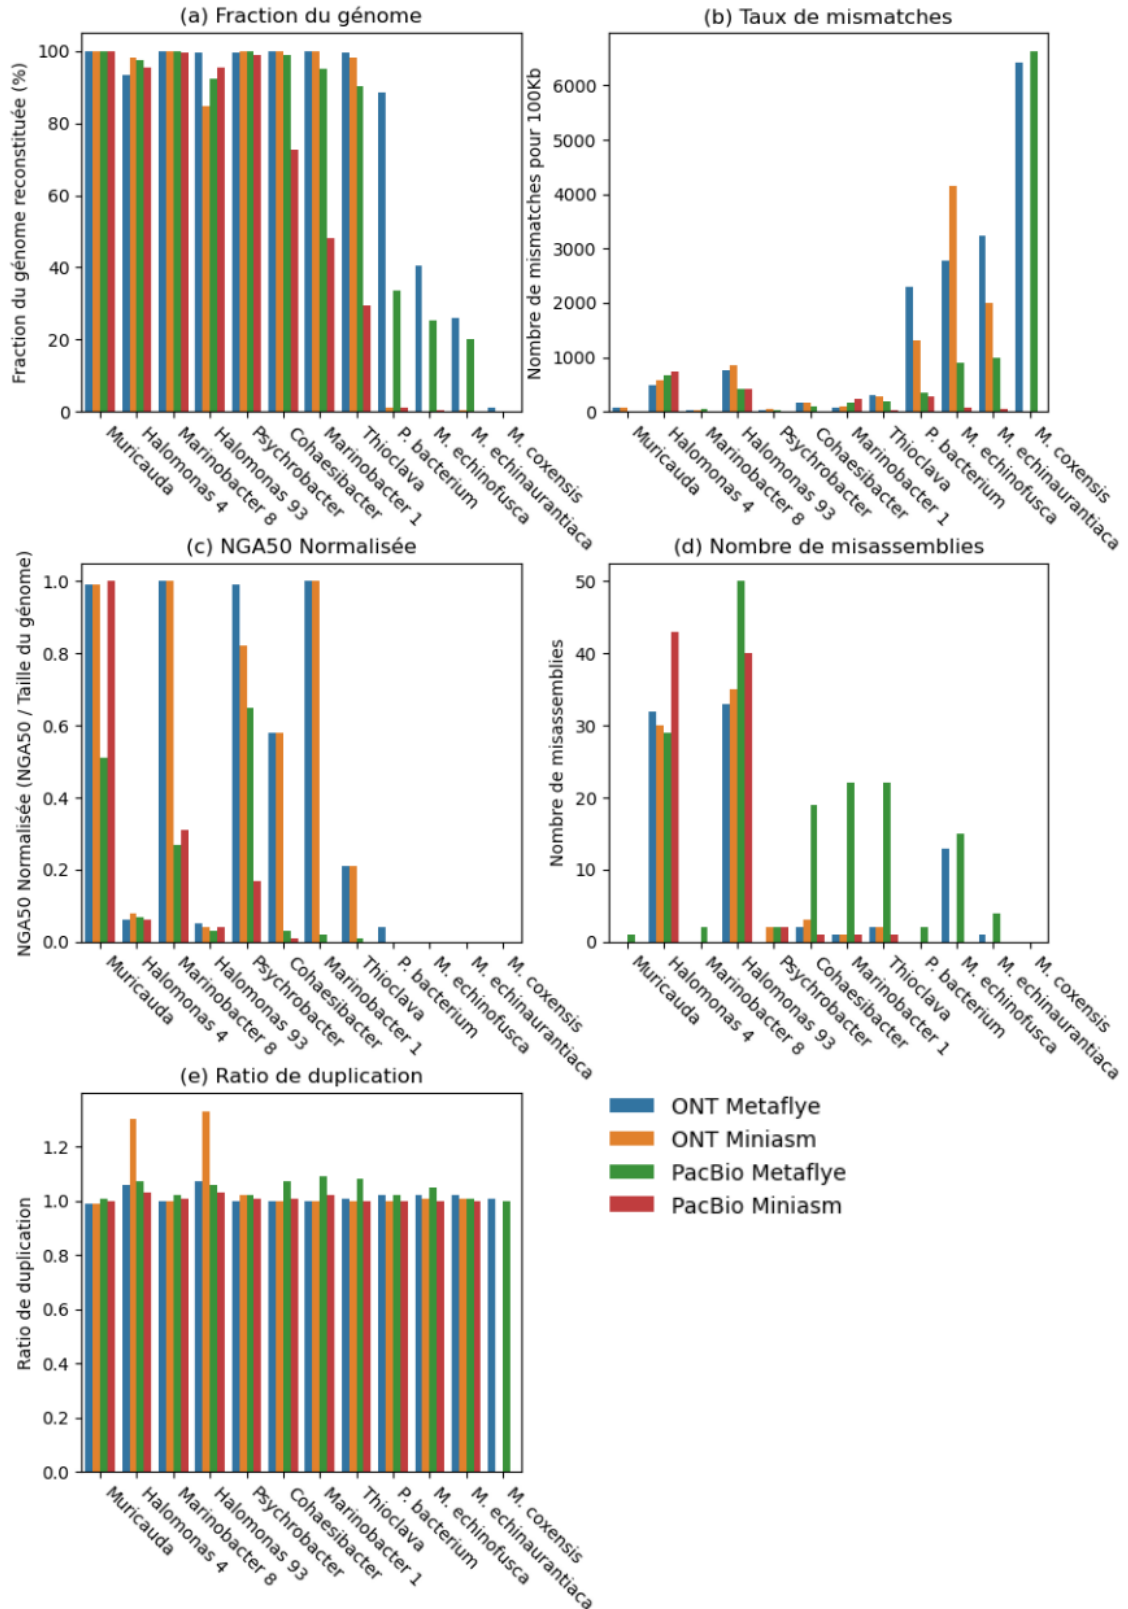 (a) Fraction du génome
Fraction du génome reconstituée (%)
100
80
60
40
20
0
Muricauda
Halomonas 4
Marinobacter 8
Halomonas 93
Psychrobacter
Cohaesibacter
Marinobacter 1
Thioclava
P. bacterium
M. echinofusca
M. echinaurantiaca
M. coxensis
(b) Taux de mismatches
Nombre de mismatches pour 100Kb
6000
5000
4000
3000
2000
1000
0
Muricauda
Halomonas 4
Marinobacter 8
Halomonas 93
Psychrobacter
Cohaesibacter
Marinobacter 1
Thioclava
P. bacterium
M. echinofusca
M. echinaurantiaca
M. coxensis
(c) NGA50 Normalisée
NGA50 Normalisée (NGA50 / Taille du génome)
1.0
0.8
0.6
0.4
0.2
0.0
Muricauda
Halomonas 4
Marinobacter 8
Halomonas 93
Psychrobacter
Cohaesibacter
Marinobacter 1
Thioclava
P. bacterium
M. echinofusca
M. echinaurantiaca
M. coxensis
(d) Nombre de misassemblies
Nombre de misassemblies
50
40
30
20
10
0
Muricauda
Halomonas 4
Marinobacter 8
Halomonas 93
Psychrobacter
Cohaesibacter
Marinobacter 1
Thioclava
P. bacterium
M. echinofusca
M. echinaurantiaca
M. coxensis
(e) Ratio de duplication
Ratio de duplication
1.2
1.0
0.8
0.6
0.4
0.2
0.0
Muricauda
Halomonas 4
Marinobacter 8
Halomonas 93
Psychrobacter
Cohaesibacter
Marinobacter 1
Thioclava
P. bacterium
M. echinofusca
M. echinaurantiaca
M. coxensis
ONT Metaflye
ONT Miniasm
PacBio Metaflye
PacBio Miniasm